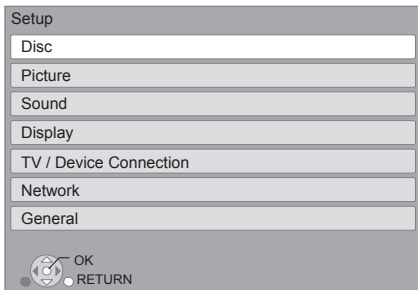 Setup
Disc
Picture
Sound
Display
TV / Device Connection
Network
General
OK
RETURN